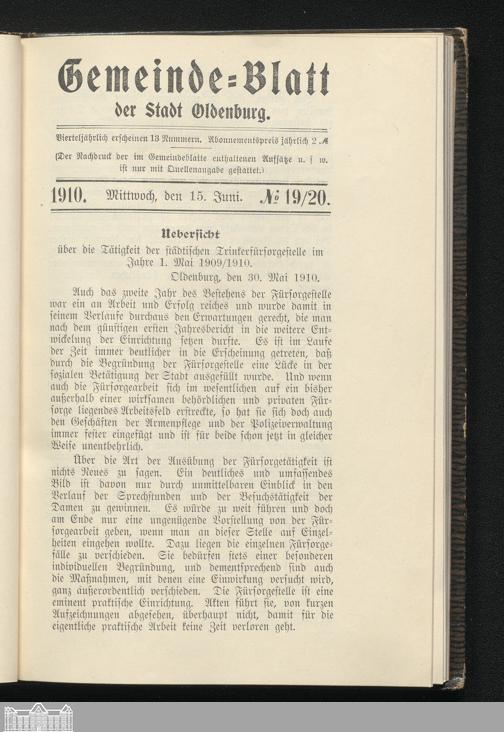 Gemeinde=Blatt
der Stadt Oldenburg.
Vierteljährlich erscheinen 13 Nummern. Abonnementspreis jährlich 2 ℳ
(Der Nachdruck der im Gemeindeblatte enthaltenen Aufsätze u. s w.
ist nur mit Quellenangabe gestattet.)
1910. Mittwoch, den 15. Juni. № 19/20.
Uebersicht
über die Tätigkeit der städtischen Trinkerfürsorgestelle im
Jahre 1. Mai 1909/1910.
Oldenburg, den 30. Mai 1910.
Auch das zweite Jahr des Bestehens der Fürsorgestelle
war ein an Arbeit und Erfolg reiches und wurde damit in
seinem Verlaufe durchaus den Erwartungen gerecht, die man
nach dem günstigen ersten Jahresbericht in die weitere Ent-
wickelung der Einrichtung setzen durfte. Es ist im Laufe
der Zeit immer deutlicher in die Erscheinung getreten, daß
durch die Begründung der Fürsorgestelle eine Lücke in der
sozialen Betätigung der Stadt ausgefüllt wurde. Und wenn
auch die Fürsorgearbeit sich im wesentlichen auf ein bisher
außerhalb einer wirksamen behördlichen und privaten Für-
sorge liegendes Arbeitsfeld erstreckte, so hat sie sich doch auch
den Geschäften der Armenpflege und der Polizeiverwaltung
immer fester eingefügt und ist für beide schon jetzt in gleicher
Weise unentbehrlich.
Über die Art der Ausübung der Fürsorgetätigkeit ist
nichts Neues zu sagen. Ein deutliches und umfassendes
Bild ist davon nur durch unmittelbaren Einblick in den
Verlauf der Sprechstunden und der Besuchstätigkeit der
Damen zu gewinnen. Es würde zu weit führen und doch
am Ende nur eine ungenügende Vorstellung von der Für-
sorgearbeit geben, wenn man an dieser Stelle auf Einzel-
heiten eingehen wollte. Dazu liegen die einzelnen Fürsorge-
fälle zu verschieden. Sie bedürfen stets einer besonderen
individuellen Begründung, und dementsprechend sind auch
die Maßnahmen, mit denen eine Einwirkung versucht wird,
ganz außerordentlich verschieden. Die Fürsorgestelle ist eine
eminent praktische Einrichtung. Akten führt sie, von kurzen
Aufzeichnungen abgesehen, überhaupt nicht, damit für die
eigentliche praktische Arbeit keine Zeit verloren geht.